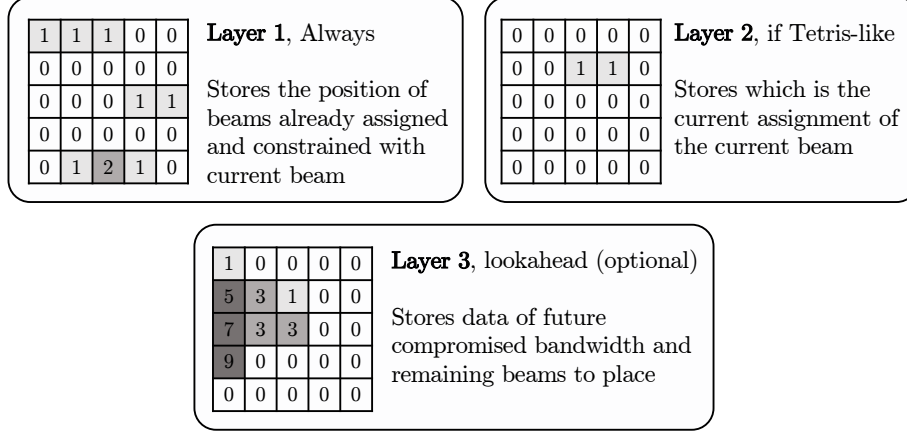 1 1 1 0 0
0 0 0 0 0
0 0 0 1 1
0 0 0 0 0
0 1 2 1 0
Layer 1, Always
Stores the position of
beams already assigned
and constrained with
current beam
0 0 0 0 0
0 0 1 1 0
0 0 0 0 0
0 0 0 0 0
0 0 0 0 0
Layer 2, if Tetris-like
Stores which is the
current assignment of
the current beam
1 0 0 0 0
5 3 1 0 0
7 3 3 0 0
9 0 0 0 0
0 0 0 0 0
Layer 3, lookahead (optional)
Stores data of future
compromised bandwidth and
remaining beams to place